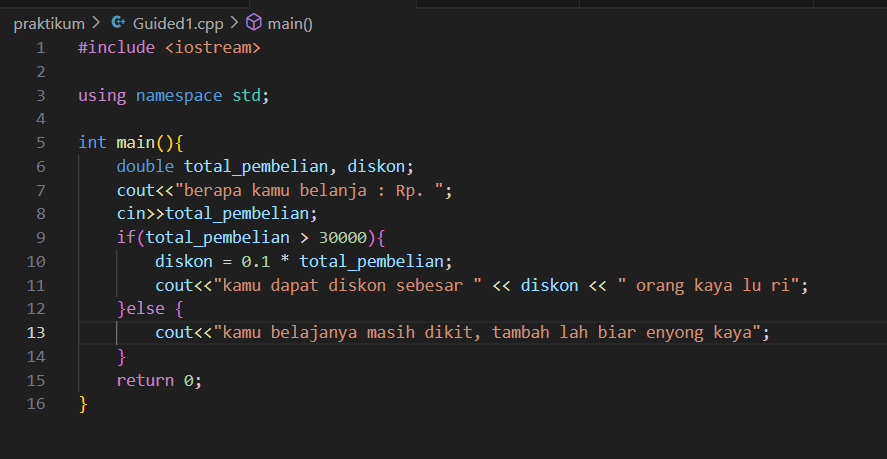 praktikum > Guided1.cpp > main()
1 #include <iostream>
2
3 using namespace std;
4
5 int main(){
6 double total_pembelian, diskon;
7 cout<<"berapa kamu belanja : Rp. ";
8 cin>>total_pembelian;
9 if(total_pembelian > 30000){
10 diskon = 0.1 * total_pembelian;
11 cout<<"kamu dapat diskon sebesar " << diskon << " orang kaya lu ri";
12 }else {
13 cout<<"kamu belajanya masih dikit, tambah lah biar enyong kaya";
14 }
15 return 0;
16 }